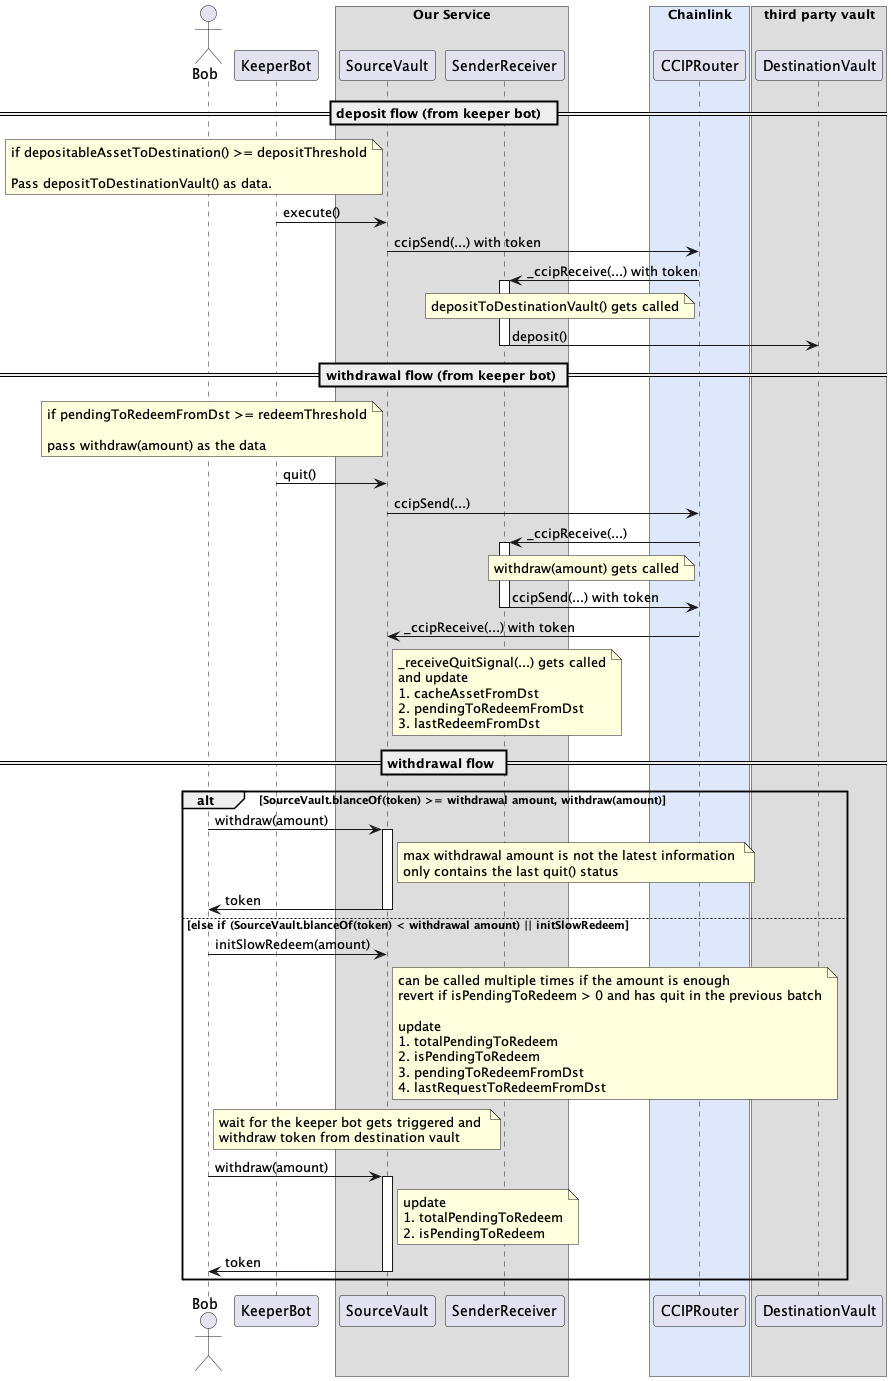 Our Service
Chainlink
third party vault
Bob
KeeperBot
SourceVault
SenderReceiver
CCIPRouter
DestinationVault
deposit flow (from keeper bot)
if depositableAssetToDestination() >= depositThreshold
Pass depositToDestinationVault() as data.
execute()
ccipSend(...) with token
_ccipReceive(...) with token
depositToDestinationVault() gets called
deposit()
withdrawal flow (from keeper bot)
if pendingToRedeemFromDst >= redeemThreshold
pass withdraw(amount) as the data
quit()
ccipSend(...)
_ccipReceive(...)
withdraw(amount) gets called
ccipSend(...) with token
_ccipReceive(...) with token
_receiveQuitSignal(...) gets called
and update
1. cacheAssetFromDst
2. pendingToRedeemFromDst
3. lastRedeemFromDst
withdrawal flow
alt
[SourceVault.blanceOf(token) >= withdrawal amount, withdraw(amount)]
withdraw(amount)
max withdrawal amount is not the latest information
only contains the last quit() status
token
[else if (SourceVault.blanceOf(token) < withdrawal amount) || initSlowRedeem]
initSlowRedeem(amount)
can be called multiple times if the amount is enough
revert if isPendingToRedeem > 0 and has quit in the previous batch
update
1. totalPendingToRedeem
2. isPendingToRedeem
3. pendingToRedeemFromDst
4. lastRequestToRedeemFromDst
wait for the keeper bot gets triggered and
withdraw token from destination vault
withdraw(amount)
update
1. totalPendingToRedeem
2. isPendingToRedeem
token
Bob
KeeperBot
SourceVault
SenderReceiver
CCIPRouter
DestinationVault